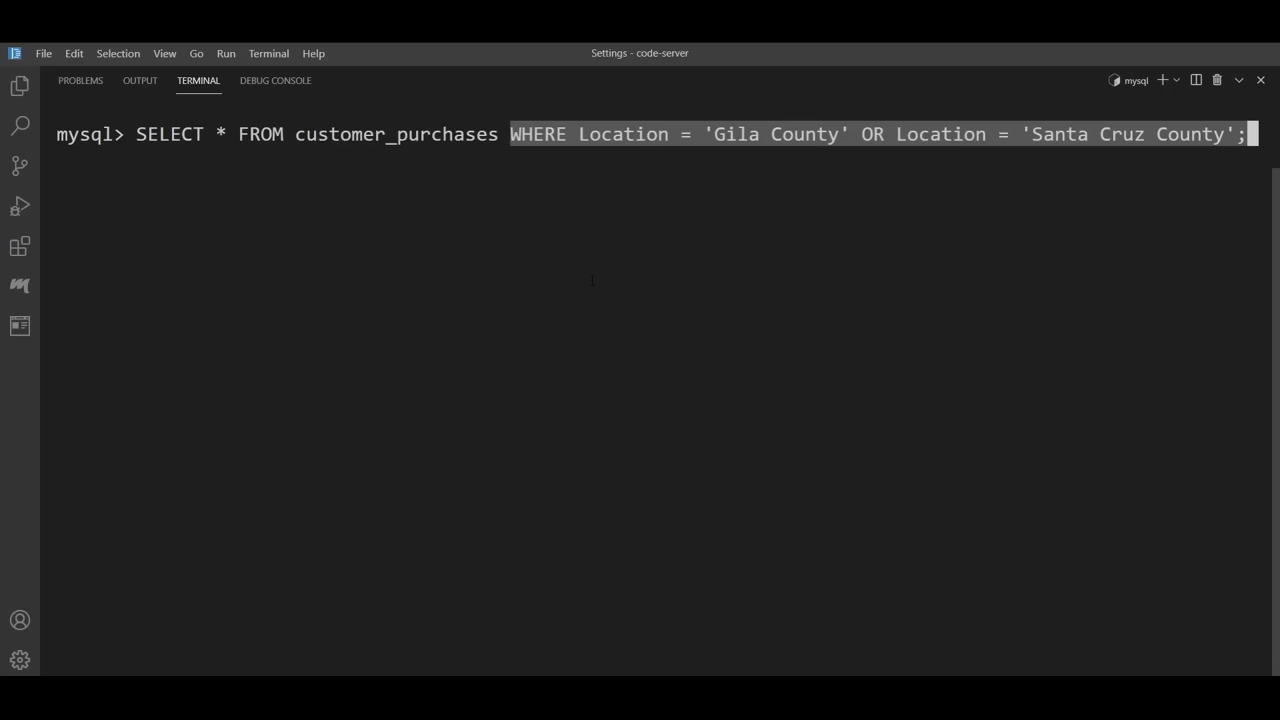 File Edit Selection View Go Run Terminal Help Settings - code-server
PROBLEMS OUTPUT TERMINAL DEBUG CONSOLE mysql
mysql> SELECT * FROM customer_purchases WHERE Location = 'Gila County' OR Location = 'Santa Cruz County';